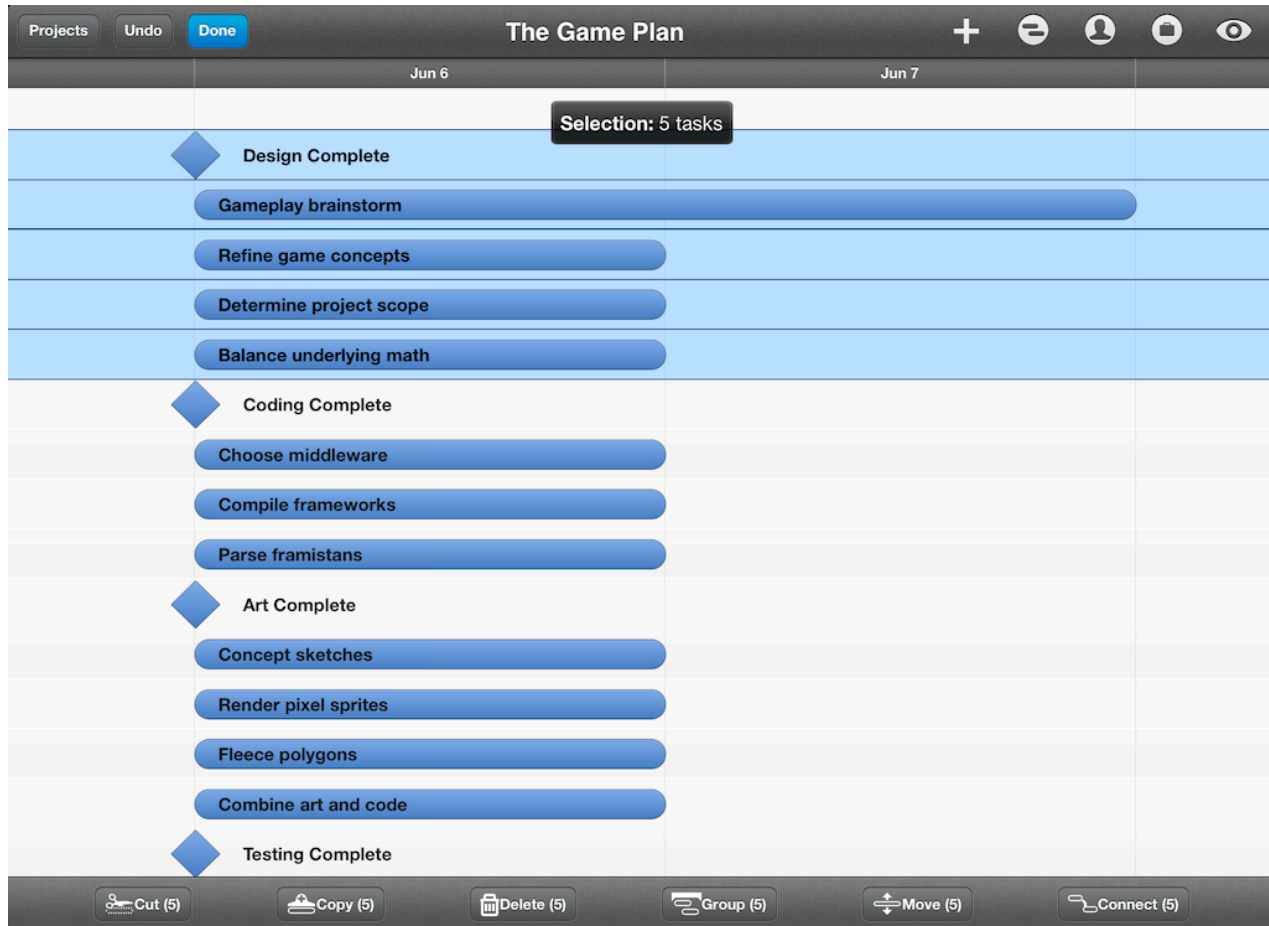 Projects Undo Done The Game Plan
Jun 6 Jun 7
Selection: 5 tasks
Design Complete
Gameplay brainstorm
Refine game concepts
Determine project scope
Balance underlying math
Coding Complete
Choose middleware
Compile frameworks
Parse framistans
Art Complete
Concept sketches
Render pixel sprites
Fleece polygons
Combine art and code
Testing Complete
Cut (5) Copy (5) Delete (5) Group (5) Move (5) Connect (5)